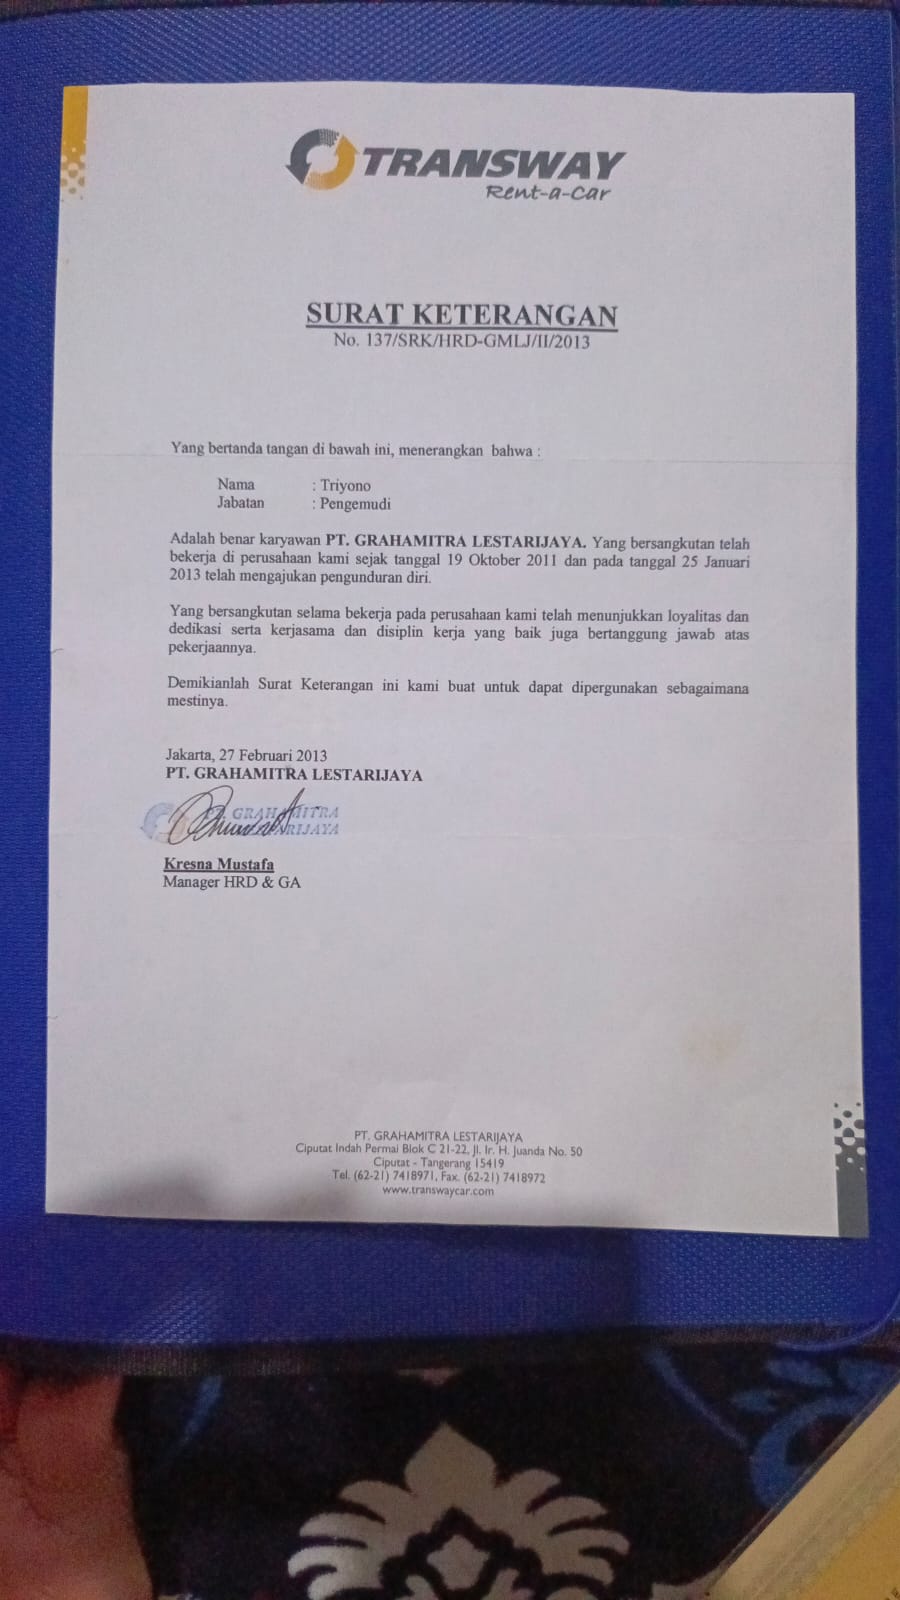 TRANSWAY
Rent-a-Car
SURAT KETERANGAN
No. 137/SRK/HRD-GMLJ/II/2013
Yang bertanda tangan di bawah ini, menerangkan bahwa :
Nama : Triyono
Jabatan : Pengemudi
Adalah benar karyawan PT. GRAHAMITRA LESTARIJAYA. Yang bersangkutan telah
bekerja di perusahaan kami sejak tanggal 19 Oktober 2011 dan pada tanggal 25 Januari
2013 telah mengajukan pengunduran diri.
Yang bersangkutan selama bekerja pada perusahaan kami telah menunjukkan loyalitas dan
dedikasi serta kerjasama dan disiplin kerja yang baik juga bertanggung jawab atas
pekerjaannya.
Demikianlah Surat Keterangan ini kami buat untuk dapat dipergunakan sebagaimana
mestinya.
Jakarta, 27 Februari 2013
PT. GRAHAMITRA LESTARIJAYA
Kresna Mustafa
Manager HRD & GA
PT. GRAHAMITRA LESTARIJAYA
Ciputat Indah Permai Blok C 21-22, Jl. Ir. H. Juanda No. 50
Ciputat - Tangerang 15419
Tel. (62-21) 7418971, Fax. (62-21) 7418972
www.transwaycar.com